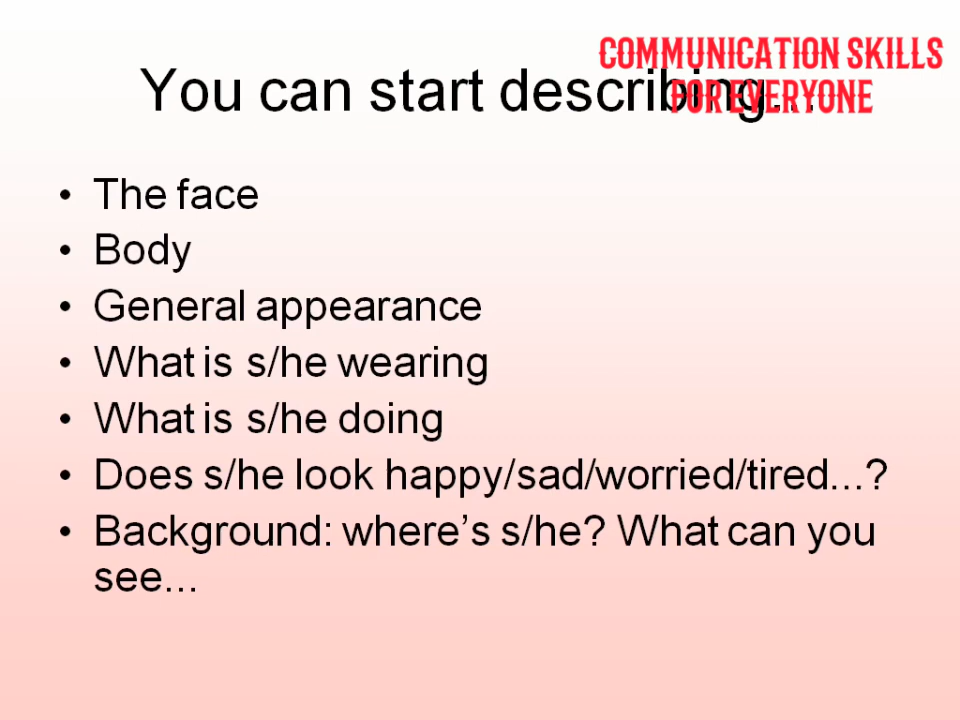 COMMUNICATION SKILLS
FOR EVERYONE
You can start describing...
• The face
• Body
• General appearance
• What is s/he wearing
• What is s/he doing
• Does s/he look happy/sad/worried/tired...?
• Background: where’s s/he? What can you
see...